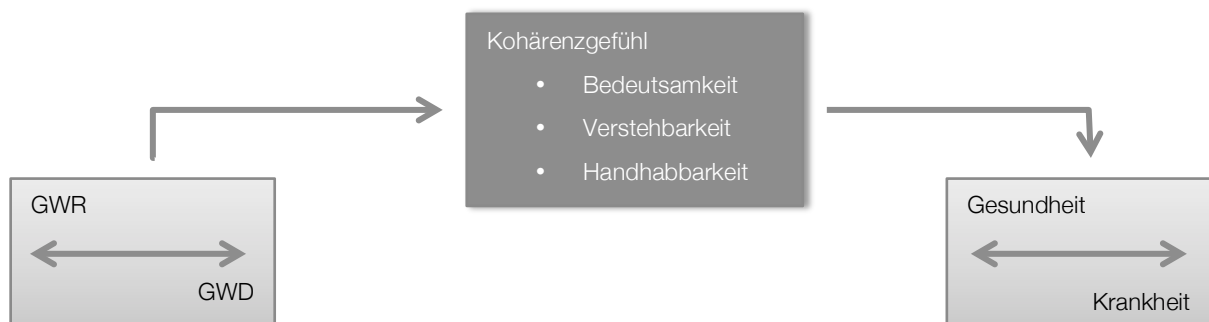 Kohärenzgefühl
• Bedeutsamkeit
• Verstehbarkeit
• Handhabbarkeit
GWR
GWD
Gesundheit
Krankheit